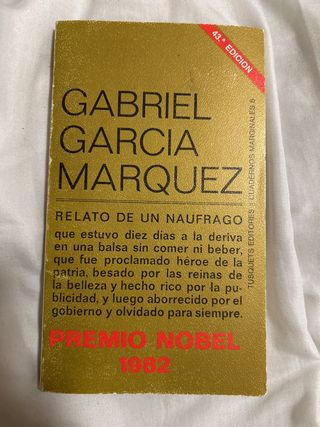 43.ª EDICION
GABRIEL
GARCIA
MARQUEZ
RELATO DE UN NAUFRAGO
que estuvo diez días a la deriva
en una balsa sin comer ni beber,
que fue proclamado héroe de la
patria, besado por las reinas de
la belleza y hecho rico por la pu-
blicidad, y luego aborrecido por el
gobierno y olvidado para siempre.
PREMIO NOBEL
1982
TUSQUETS EDITORES CUADERNOS MARGINALES 8